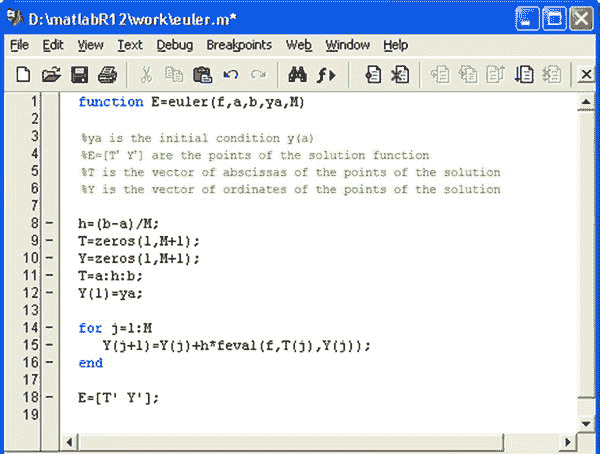 D:\matlabR12\work\euler.m*
File Edit View Text Debug Breakpoints Web Window Help
1 function E=euler(f,a,b,ya,M)
2
3 %ya is the initial condition y(a)
4 %E=[T' Y'] are the points of the solution function
5 %T is the vector of abscissas of the points of the solution
6 %Y is the vector of ordinates of the points of the solution
7
8 – h=(b-a)/M;
9 – T=zeros(1,M+1);
10 – Y=zeros(1,M+1);
11 – T=a:h:b;
12 – Y(1)=ya;
13
14 – for j=1:M
15 – Y(j+1)=Y(j)+h*feval(f,T(j),Y(j));
16 – end
17
18 – E=[T' Y'];
19